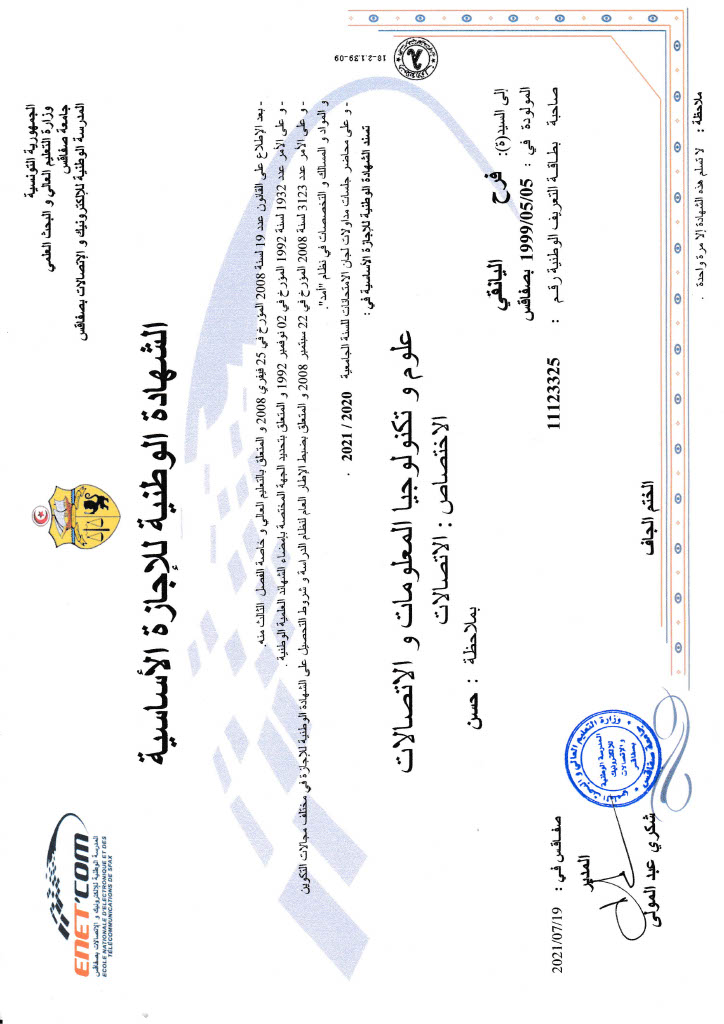 الجمهورية التونسية
وزارة التعليم العالي و البحث العلمي
جامعة صفاقس
المدرسة الوطنية للإلكترونيك و الإتصالات بصفاقس
ENET'COM
المدرسة الوطنية للإلكترونيك و الإتصالات بصفاقس
ECOLE NATIONALE D'ELECTRONIQUE ET DES
TÉLÉCOMMUNICATIONS DE SFAX
الشهادة الوطنية للإجازة الأساسية
- بعد الإطلاع على القانون عدد 19 لسنة 2008 المؤرخ في 25 فيفري 2008 و المتعلق بالتعليم العالي و خاصة الفصل الثالث منه.
- و على الأمر عدد 1932 لسنة 1992 المؤرخ في 02 نوفمبر 1992 و المتعلق بتحديد الجهة المختصة بإمضاء الشهائد العلمية الوطنية .
- و على الأمر عدد 3123 لسنة 2008 المؤرخ في 22 سبتمبر 2008 و المتعلق بضبط الإطار العام لنظام الدراسة و شروط التحصيل على الشهادة الوطنية للإجازة في مختلف مجالات التكوين
و المواد و المسالك و التخصصات في نظام "أمد".
- و على محاضر جلسات مداولات لجان الامتحانات للسنة الجامعية 2020 / 2021 .
تسند الشهادة الوطنية للإجازة الأساسية في :
علوم و تكنولوجيا المعلومات و الاتصالات
الاختصاص : الاتصالات
بملاحظة : حسن
إلى السيد(ة): فرح اليانقي
المولودة في : 1999/05/05 بصفاقس
صاحبة بطاقة التعريف الوطنية رقم : 11123325
صفاقس في : 2021/07/19
المدير
شكري عبد المولى
وزارة التعليم العالي و البحث العلمي
المدرسة الوطنية
للإلكترونيك
و الإتصالات
بصفاقس
جامعة صفاقس
الختم الجاف
ملاحظة : لا تسلم هذه الشهادة إلا مرة واحدة .
18-2.1.39-09